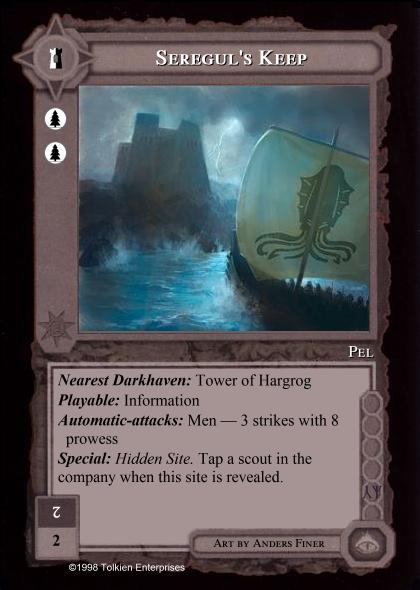 SEREGUL'S KEEP
PEL
Nearest Darkhaven: Tower of Hargrog
Playable: Information
Automatic-attacks: Men — 3 strikes with 8
prowess
Special: Hidden Site. Tap a scout in the
company when this site is revealed.
2
ART BY ANDERS FINER
©1998 Tolkien Enterprises